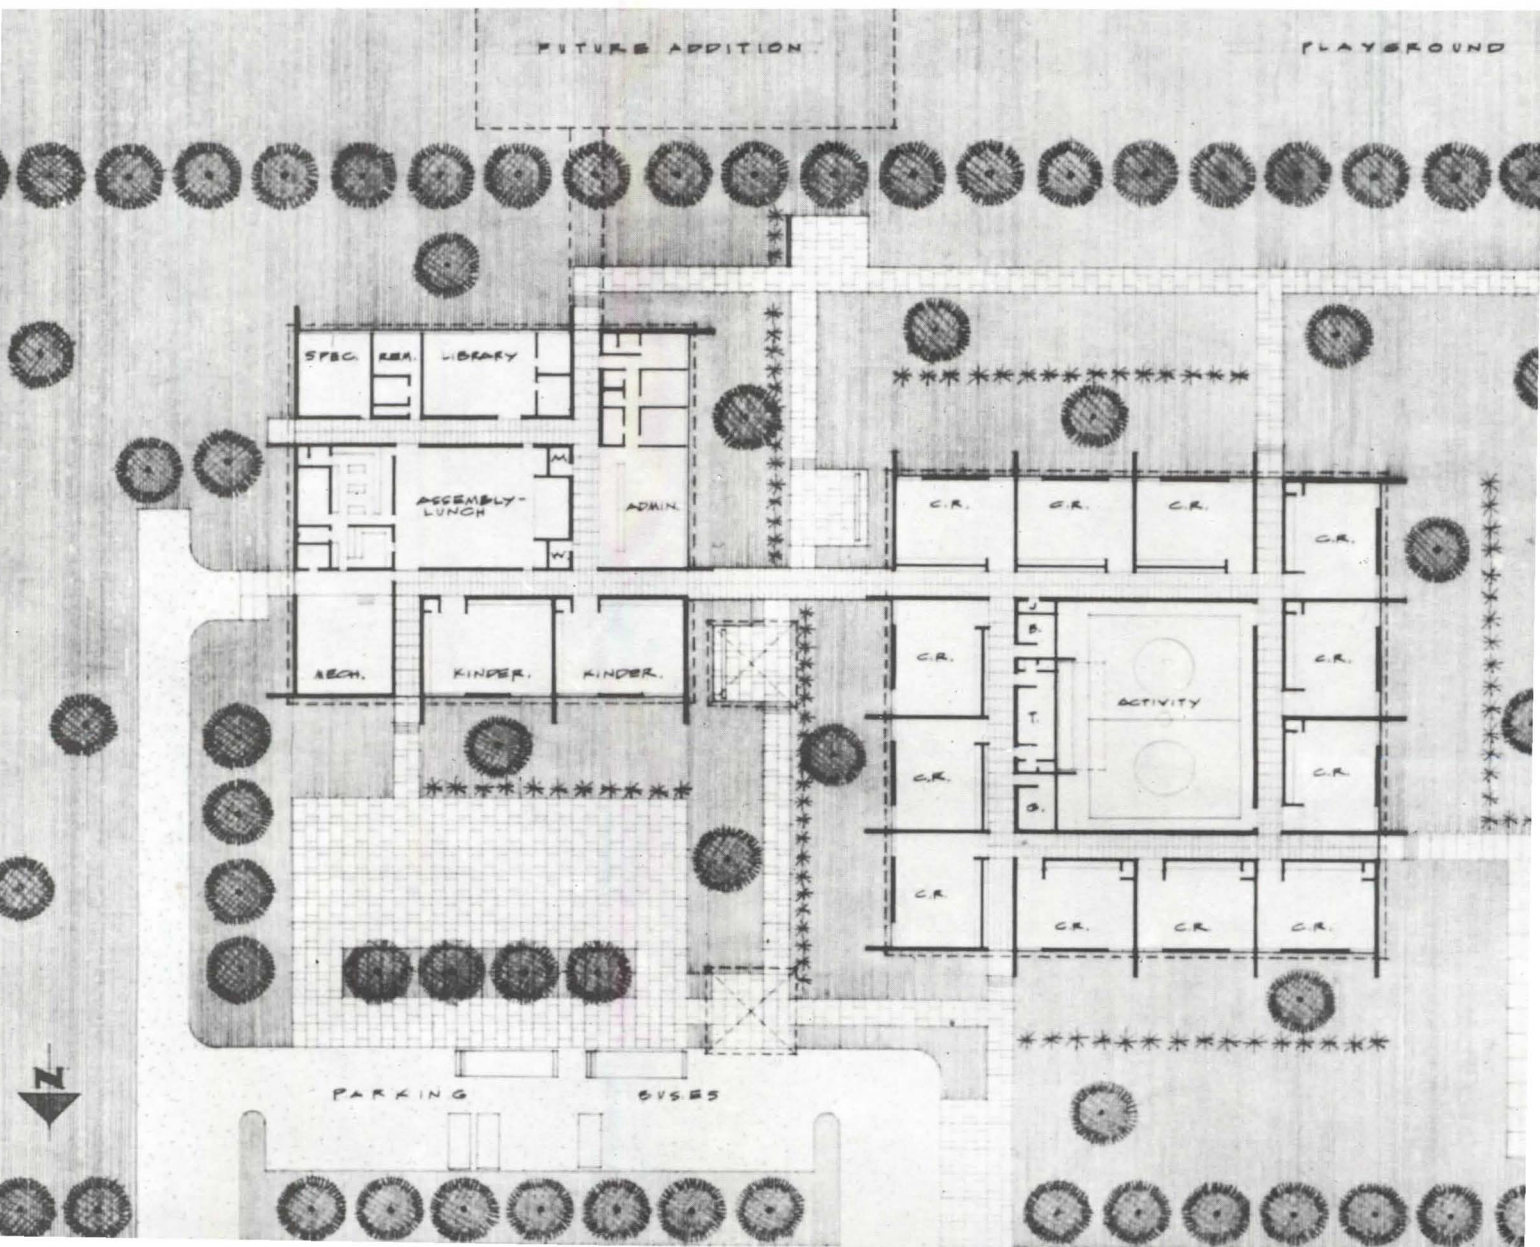 FUTURE ADDITION
PLAYGROUND
SPEC.
REM.
LIBRARY
M
ASSEMBLY-
LUNCH
W
ADMIN.
MECH.
KINDER.
KINDER.
C.R.
C.R.
C.R.
C.R.
J
B.
C.R.
C.R.
T.
ACTIVITY
C.R.
C.R.
G.
C.R.
C.R.
C.R.
C.R.
PARKING
BUSES
N